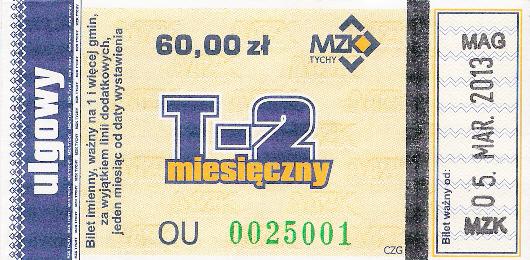 ulgowy
Bilet imienny, ważny na 1 i więcej gmin,
za wyjątkiem linii dodatkowych,
jeden miesiąc od daty wystawienia
60,00 zł
MZK
TYCHY
T-2
miesięczny
OU 0025001
CZG
Bilet ważny od:
MAG
05. MAR. 2013
MZK